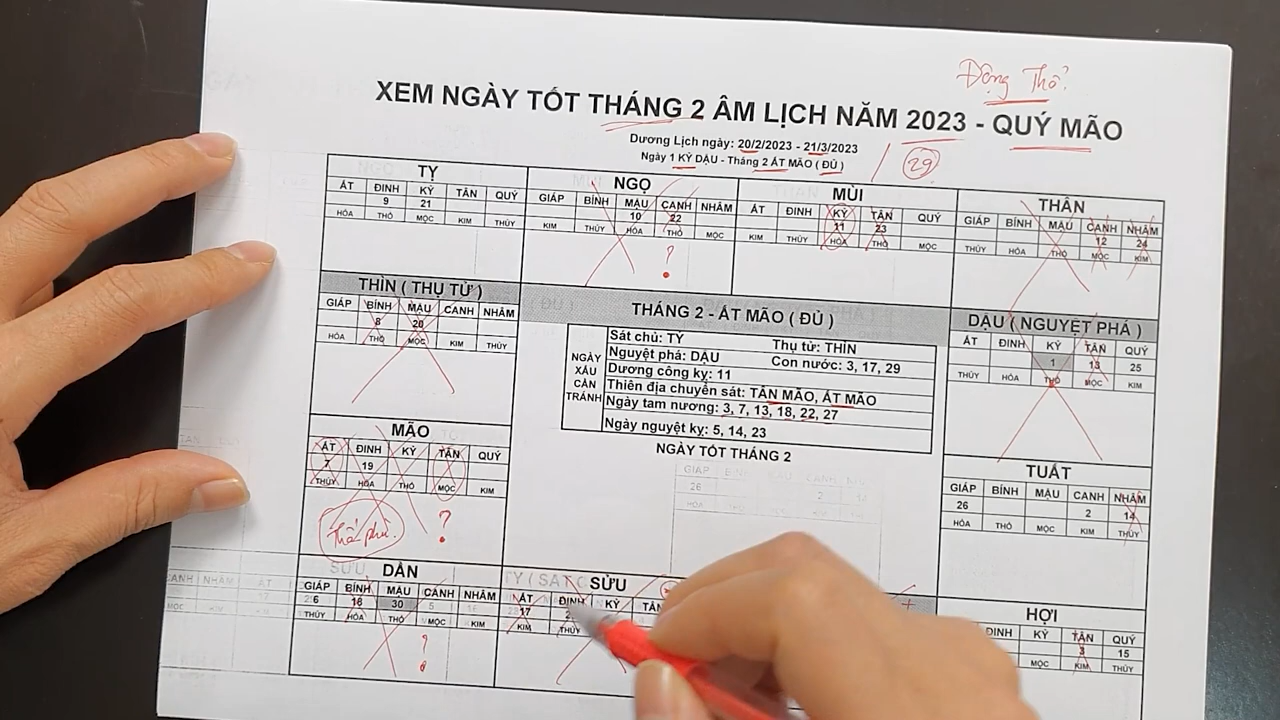 Động Thổ?
XEM NGÀY TỐT THÁNG 2 ÂM LỊCH NĂM 2023 - QUÝ MÃO
Dương Lịch ngày: 20/2/2023 - 21/3/2023
Ngày 1 KỶ DẬU - Tháng 2 ẤT MÃO ( ĐỦ )
29
TỴ
ẤT ĐINH KỶ TÂN QUÝ
9 21
HỎA THỔ MỘC KIM THỦY
NGỌ
GIÁP BÍNH MẬU CANH NHÂM
10 22
KIM THỦY HỎA THỔ MỘC
?
MÙI
ẤT ĐINH KỶ TÂN QUÝ
11 23
KIM THỦY HỎA THỔ MỘC
THÂN
GIÁP BÍNH MẬU CANH NHÂM
12 24
THỦY HỎA THỔ MỘC KIM
THÌN ( THỤ TỬ )
GIÁP BÍNH MẬU CANH NHÂM
8 20
HỎA THỔ MỘC KIM THỦY
THÁNG 2 - ẤT MÃO ( ĐỦ )
NGÀY XẤU CẦN TRÁNH
Sát chủ: TỴ Thụ tử: THÌN
Nguyệt phá: DẬU Con nước: 3, 17, 29
Dương công kỵ: 11
Thiên địa chuyển sát: TÂN MÃO, ẤT MÃO
Ngày tam nương: 3, 7, 13, 18, 22, 27
Ngày nguyệt kỵ: 5, 14, 23
NGÀY TỐT THÁNG 2
DẬU ( NGUYỆT PHÁ )
ẤT ĐINH KỶ TÂN QUÝ
1 13 25
THỦY HỎA THỔ MỘC KIM
MÃO
ẤT ĐINH KỶ TÂN QUÝ
7 19
THỦY HỎA THỔ MỘC KIM
Thổ phủ.
?
TUẤT
GIÁP BÍNH MẬU CANH NHÂM
26 2 14
HỎA THỔ MỘC KIM THỦY
DẦN
GIÁP BÍNH MẬU CANH NHÂM
6 18 30
THỦY HỎA THỔ MỘC KIM
?
SỬU
ẤT ĐINH KỶ TÂN
17
KIM THỦY
HỢI
ĐINH KỶ TÂN QUÝ
3 15
MỘC KIM THỦY